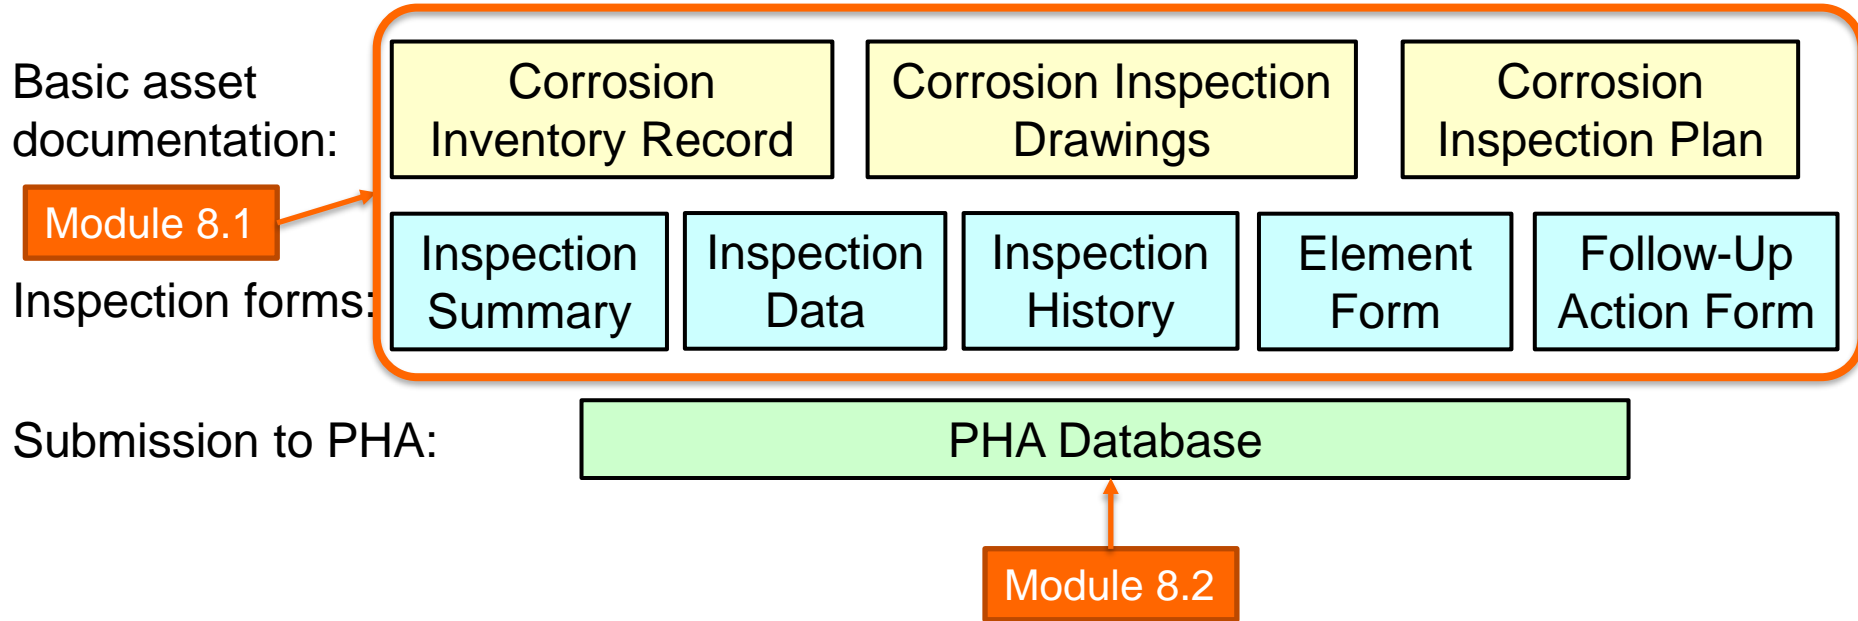 Basic asset
documentation:
Corrosion
Inventory Record
Corrosion Inspection
Drawings
Corrosion
Inspection Plan
Module 8.1
Inspection forms:
Inspection
Summary
Inspection
Data
Inspection
History
Element
Form
Follow-Up
Action Form
Submission to PHA:
PHA Database
Module 8.2